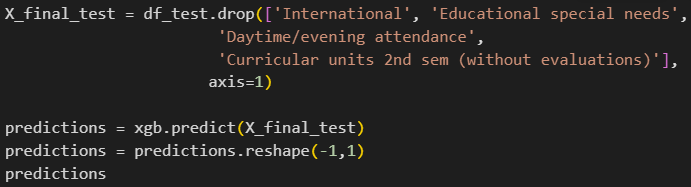 X_final_test = df_test.drop(['International', 'Educational special needs',
'Daytime/evening attendance',
'Curricular units 2nd sem (without evaluations)'],
axis=1)
predictions = xgb.predict(X_final_test)
predictions = predictions.reshape(-1,1)
predictions